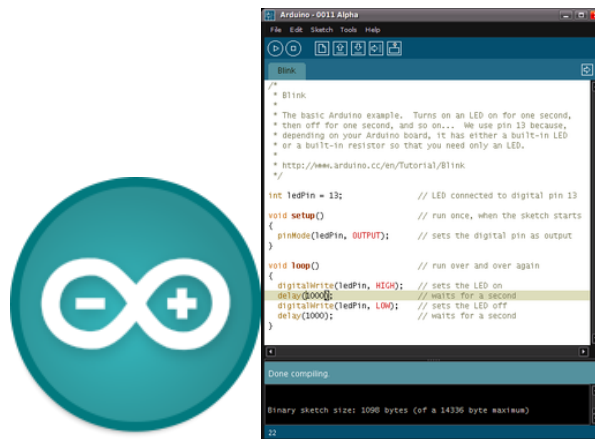 Arduino - 0011 Alpha
File Edit Sketch Tools Help
Blink
/*
 * Blink
 *
 * The basic Arduino example.  Turns on an LED on for one second,
 * then off for one second, and so on...  We use pin 13 because,
 * depending on your Arduino board, it has either a built-in LED
 * or a built-in resistor so that you need only an LED.
 *
 * http://www.arduino.cc/en/Tutorial/Blink
 */
int ledPin = 13;                // LED connected to digital pin 13
void setup()                    // run once, when the sketch starts
{
  pinMode(ledPin, OUTPUT);      // sets the digital pin as output
}
void loop()                     // run over and over again
{
  digitalWrite(ledPin, HIGH);   // sets the LED on
  delay(1000);                  // waits for a second
  digitalWrite(ledPin, LOW);    // sets the LED off
  delay(1000);                  // waits for a second
}
Done compiling.
Binary sketch size: 1098 bytes (of a 14336 byte maximum)
22